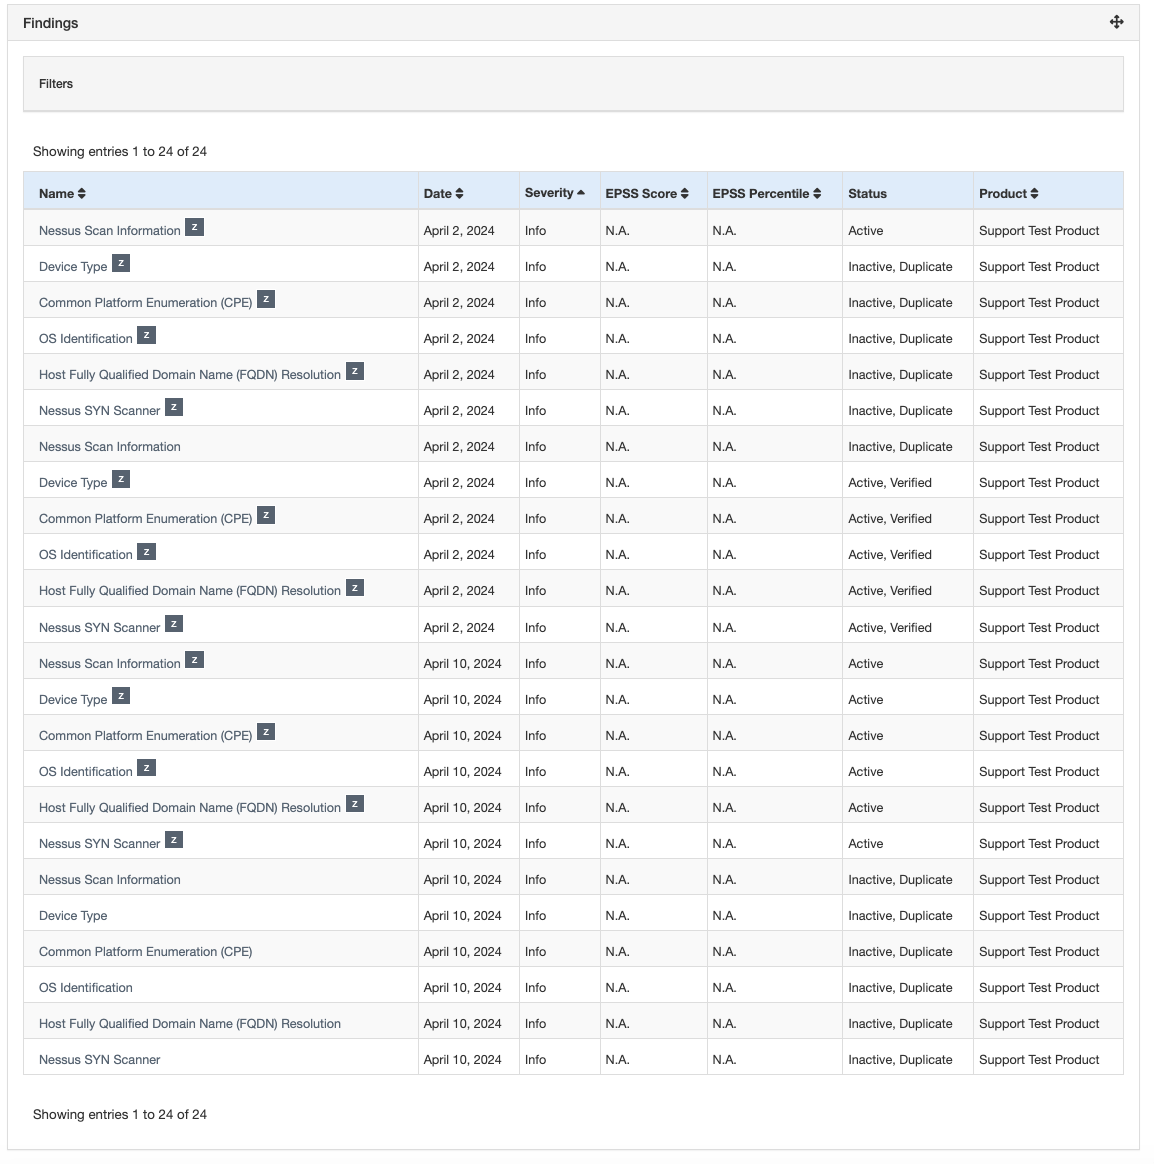 Findings
Filters
Showing entries 1 to 24 of 24
Name Date Severity EPSS Score EPSS Percentile Status Product
Nessus Scan Information Z April 2, 2024 Info N.A. N.A. Active Support Test Product
Device Type Z April 2, 2024 Info N.A. N.A. Inactive, Duplicate Support Test Product
Common Platform Enumeration (CPE) Z April 2, 2024 Info N.A. N.A. Inactive, Duplicate Support Test Product
OS Identification Z April 2, 2024 Info N.A. N.A. Inactive, Duplicate Support Test Product
Host Fully Qualified Domain Name (FQDN) Resolution Z April 2, 2024 Info N.A. N.A. Inactive, Duplicate Support Test Product
Nessus SYN Scanner Z April 2, 2024 Info N.A. N.A. Inactive, Duplicate Support Test Product
Nessus Scan Information April 2, 2024 Info N.A. N.A. Inactive, Duplicate Support Test Product
Device Type Z April 2, 2024 Info N.A. N.A. Active, Verified Support Test Product
Common Platform Enumeration (CPE) Z April 2, 2024 Info N.A. N.A. Active, Verified Support Test Product
OS Identification Z April 2, 2024 Info N.A. N.A. Active, Verified Support Test Product
Host Fully Qualified Domain Name (FQDN) Resolution Z April 2, 2024 Info N.A. N.A. Active, Verified Support Test Product
Nessus SYN Scanner Z April 2, 2024 Info N.A. N.A. Active, Verified Support Test Product
Nessus Scan Information Z April 10, 2024 Info N.A. N.A. Active Support Test Product
Device Type Z April 10, 2024 Info N.A. N.A. Active Support Test Product
Common Platform Enumeration (CPE) Z April 10, 2024 Info N.A. N.A. Active Support Test Product
OS Identification Z April 10, 2024 Info N.A. N.A. Active Support Test Product
Host Fully Qualified Domain Name (FQDN) Resolution Z April 10, 2024 Info N.A. N.A. Active Support Test Product
Nessus SYN Scanner Z April 10, 2024 Info N.A. N.A. Active Support Test Product
Nessus Scan Information April 10, 2024 Info N.A. N.A. Inactive, Duplicate Support Test Product
Device Type April 10, 2024 Info N.A. N.A. Inactive, Duplicate Support Test Product
Common Platform Enumeration (CPE) April 10, 2024 Info N.A. N.A. Inactive, Duplicate Support Test Product
OS Identification April 10, 2024 Info N.A. N.A. Inactive, Duplicate Support Test Product
Host Fully Qualified Domain Name (FQDN) Resolution April 10, 2024 Info N.A. N.A. Inactive, Duplicate Support Test Product
Nessus SYN Scanner April 10, 2024 Info N.A. N.A. Inactive, Duplicate Support Test Product
Showing entries 1 to 24 of 24